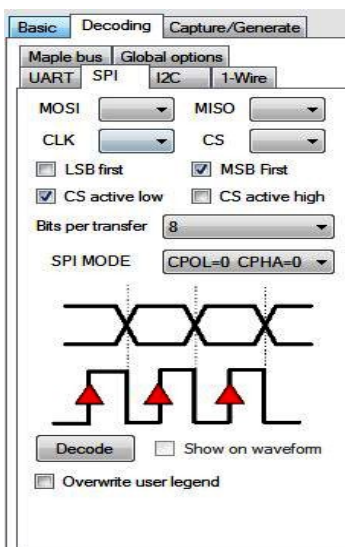 Basic Decoding Capture/Generate
Maple bus Global options
UART SPI I2C 1-Wire
MOSI MISO
CLK CS
LSB first MSB First
CS active low CS active high
Bits per transfer 8
SPI MODE CPOL=0 CPHA=0
Decode Show on waveform
Overwrite user legend